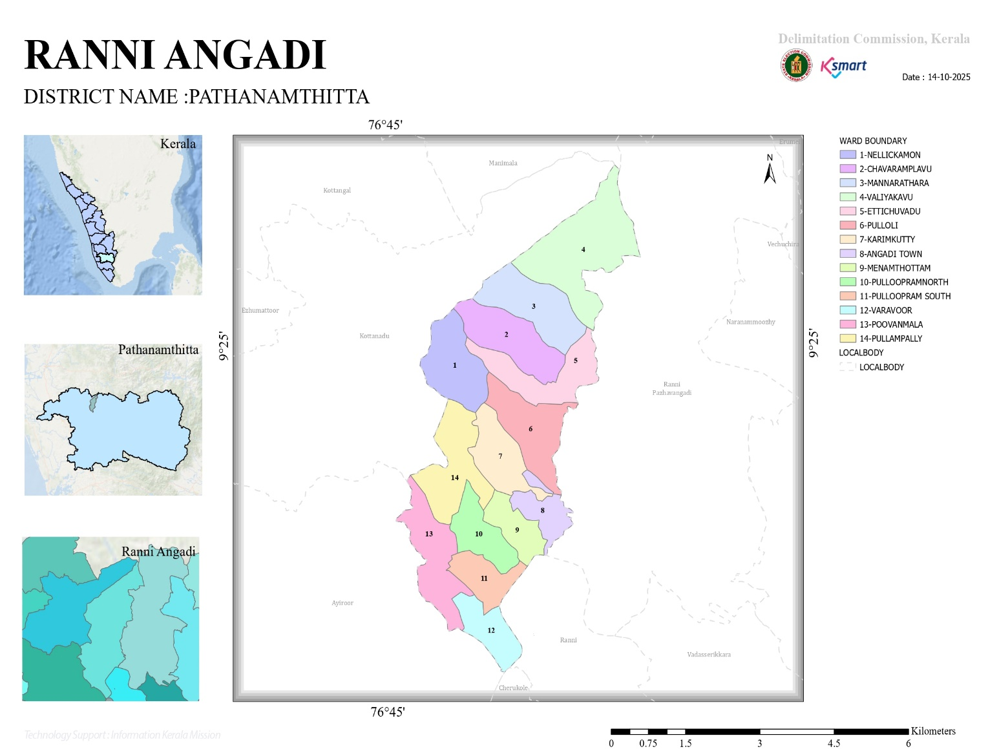 RANNI ANGADI
DISTRICT NAME :PATHANAMTHITTA
Delimitation Commission, Kerala
STATE ELECTION COMMISSION
KERALA
Ksmart
Date : 14-10-2025
Kerala
Pathanamthitta
Ranni Angadi
76°45'
9°25'
9°25'
76°45'
N
Erumeli
Manimala
Kottangal
Vechuchira
Ezhumattoor
Kottanadu
Naranammoozhy
Ranni
Pazhavangadi
Ayiroor
Ranni
Vadasserikkara
Cherukole
4
3
2
5
1
6
7
14
8
9
10
13
11
12
WARD BOUNDARY
1-NELLICKAMON
2-CHAVARAMPLAVU
3-MANNARATHARA
4-VALIYAKAVU
5-ETTICHUVADU
6-PULLOLI
7-KARIMKUTTY
8-ANGADI TOWN
9-MENAMTHOTTAM
10-PULLOOPRAMNORTH
11-PULLOOPRAM SOUTH
12-VARAVOOR
13-POOVANMALA
14-PULLAMPALLY
LOCALBODY
LOCALBODY
Technology Support : Information Kerala Mission
Kilometers
0 0.75 1.5 3 4.5 6